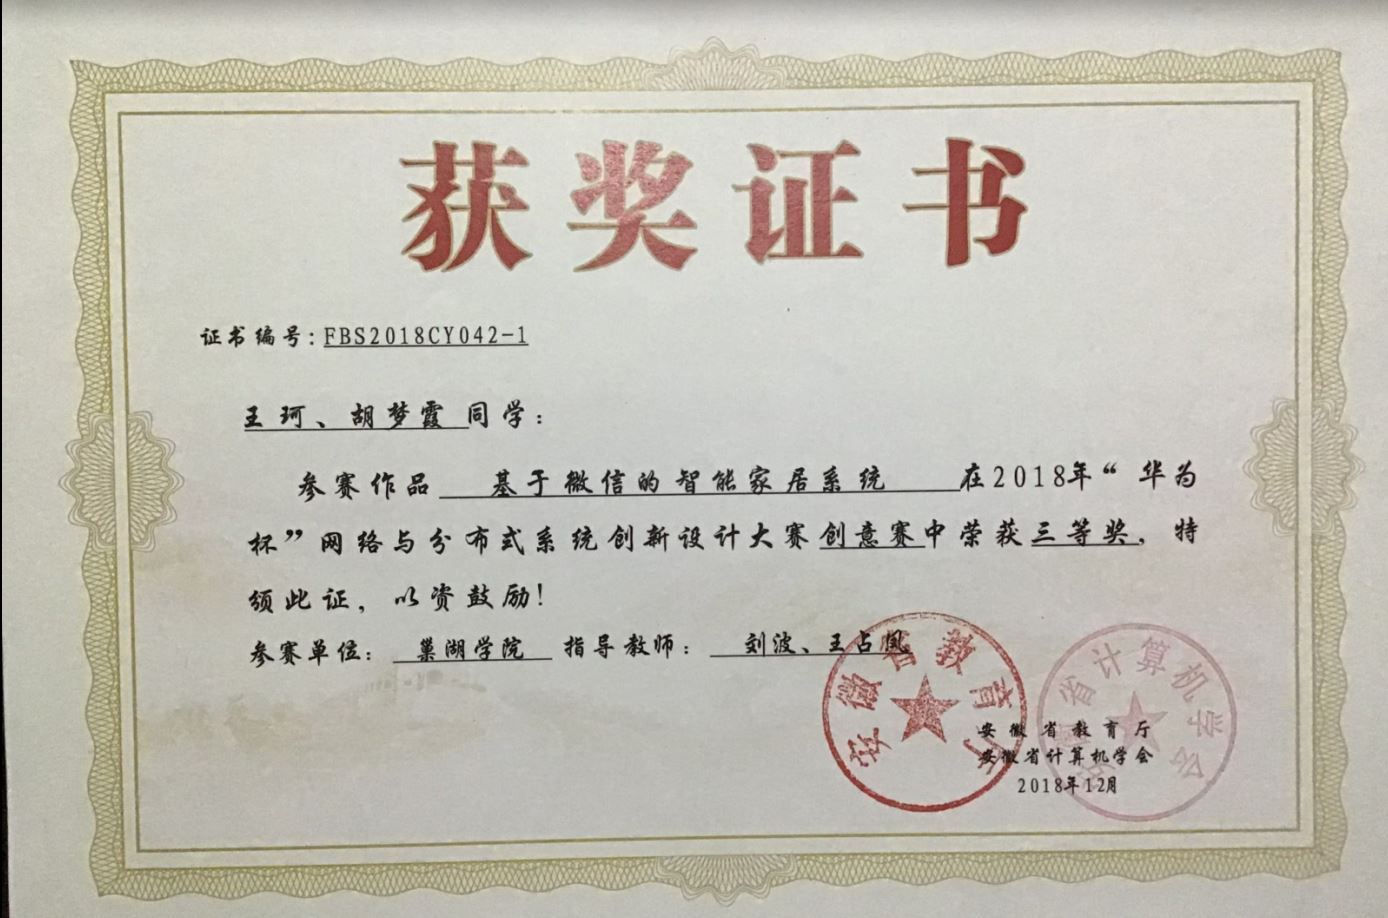 获奖证书
证书编号:FBS2018CY042-1
王珂、胡梦霞 同学:
参赛作品 基于微信的智能家居系统 在2018年“华为
杯”网络与分布式系统创新设计大赛创意赛中荣获三等奖,特
颁此证,以资鼓励!
参赛单位: 巢湖学院 指导教师: 刘波、王占凤
安徽省教育厅
安徽省计算机学会
安徽省教育厅
安徽省计算机学会
2018年12月